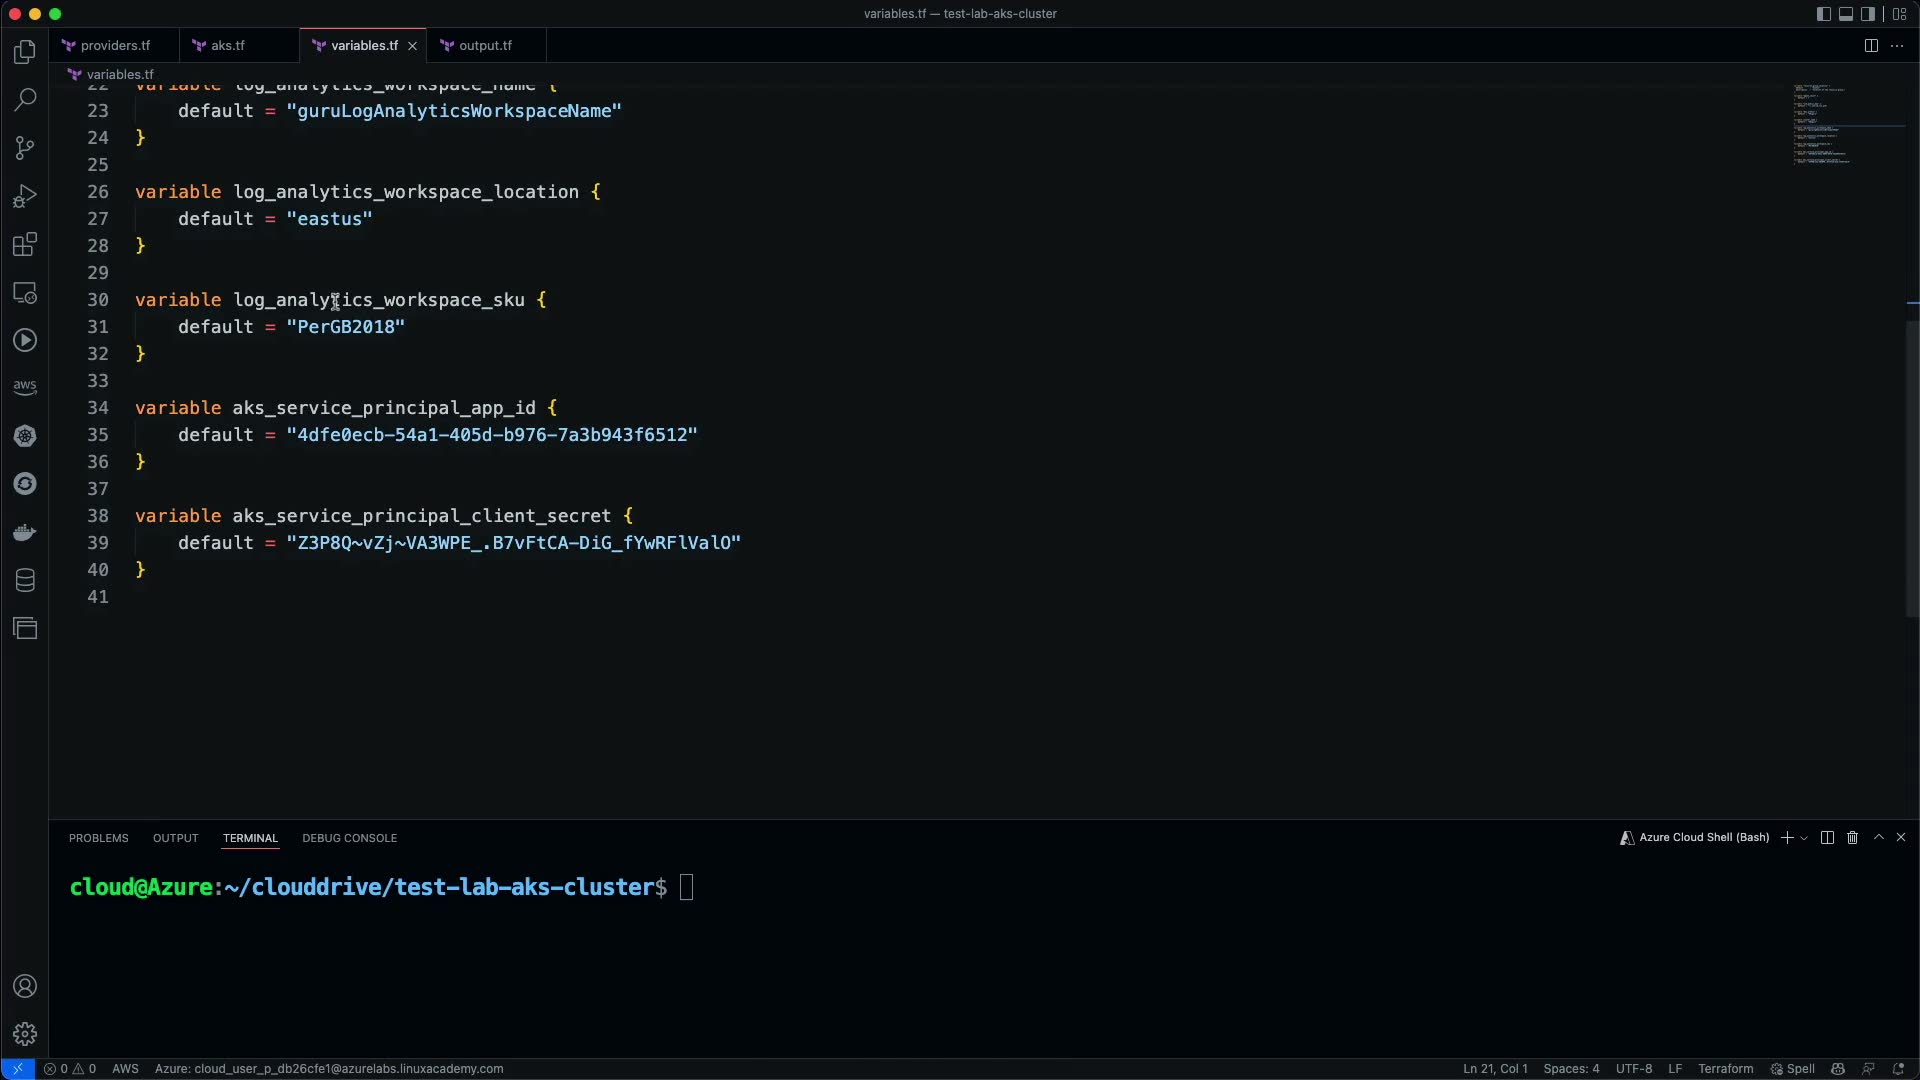 variables.tf — test-lab-aks-cluster
providers.tf
aks.tf
variables.tf
output.tf
variables.tf
22 variable log_analytics_workspace_name {
23 default = "guruLogAnalyticsWorkspaceName"
24 }
25
26 variable log_analytics_workspace_location {
27 default = "eastus"
28 }
29
30 variable log_analytics_workspace_sku {
31 default = "PerGB2018"
32 }
33
34 variable aks_service_principal_app_id {
35 default = "4dfe0ecb-54a1-405d-b976-7a3b943f6512"
36 }
37
38 variable aks_service_principal_client_secret {
39 default = "Z3P8Q~vZj~VA3WPE_.B7vFtCA-DiG_fYwRFlValO"
40 }
41
aws
PROBLEMS OUTPUT TERMINAL DEBUG CONSOLE
Azure Cloud Shell (Bash)
cloud@Azure:~/clouddrive/test-lab-aks-cluster$
0 0 AWS Azure: cloud_user_p_db26cfe1@azurelabs.linuxacademy.com
Ln 21, Col 1 Spaces: 4 UTF-8 LF Terraform Spell